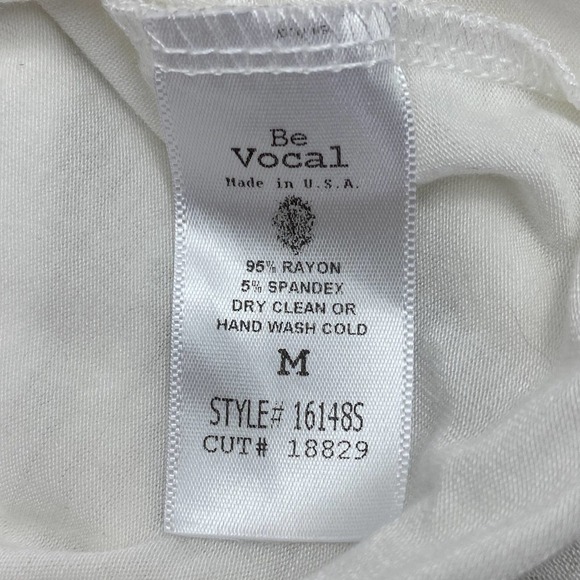 Be
Vocal
Made in U.S.A.
95% RAYON
5% SPANDEX
DRY CLEAN OR
HAND WASH COLD
M
STYLE# 16148S
CUT# 18829